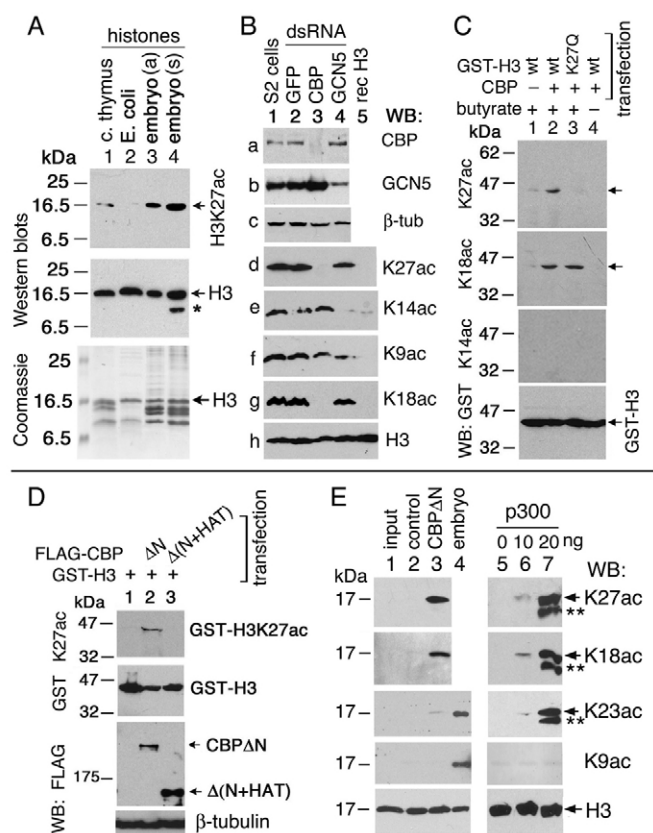 A
histones
c. thymus
E. coli
embryo (a)
embryo (s)
kDa 1 2 3 4
25
16.5
6.5
H3K27ac
Western blots
25
16.5
6.5
H3
*
Coomassie
25
16.5
6.5
H3
B
dsRNA
S2 cells
GFP
CBP
GCN5
rec H3
1 2 3 4 5 WB:
a CBP
b GCN5
c β-tub
d K27ac
e K14ac
f K9ac
g K18ac
h H3
C
GST-H3 wt wt K27Q wt
CBP – + + +
butyrate + + + –
transfection
1 2 3 4
kDa
62
47
32
K27ac
47
32
K18ac
K14ac
47
32
WB: GST
GST-H3
D
FLAG-CBP ΔN Δ(N+HAT)
GST-H3 + + +
transfection
kDa 1 2 3
47
32
K27ac
GST-H3K27ac
47
32
GST
GST-H3
175
WB: FLAG
CBPΔN
Δ(N+HAT)
β-tubulin
E
input
control
CBPΔN
embryo
p300
0 10 20 ng
kDa 1 2 3 4 5 6 7 WB:
17 K27ac
**
17 K18ac
**
17 K23ac
**
17 K9ac
17 H3